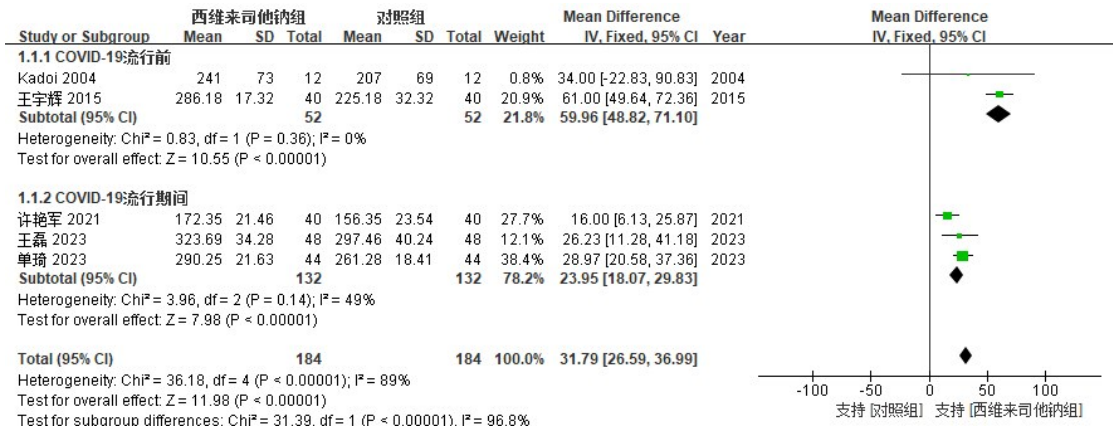 西维来司他钠组 对照组 Mean Difference Mean Difference
Study or Subgroup Mean SD Total Mean SD Total Weight IV, Fixed, 95% CI Year IV, Fixed, 95% CI
1.1.1 COVID-19流行前
Kadoi 2004 241 73 12 207 69 12 0.8% 34.00 [-22.83, 90.83] 2004
王宇辉 2015 286.18 17.32 40 225.18 32.32 40 20.9% 61.00 [49.64, 72.36] 2015
Subtotal (95% CI) 52 52 21.8% 59.96 [48.82, 71.10]
Heterogeneity: Chi² = 0.83, df = 1 (P = 0.36); I² = 0%
Test for overall effect: Z = 10.55 (P < 0.00001)
1.1.2 COVID-19流行期间
许艳军 2021 172.35 21.46 40 156.35 23.54 40 27.7% 16.00 [6.13, 25.87] 2021
王磊 2023 323.69 34.28 48 297.46 40.24 48 12.1% 26.23 [11.28, 41.18] 2023
单琦 2023 290.25 21.63 44 261.28 18.41 44 38.4% 28.97 [20.58, 37.36] 2023
Subtotal (95% CI) 132 132 78.2% 23.95 [18.07, 29.83]
Heterogeneity: Chi² = 3.96, df = 2 (P = 0.14); I² = 49%
Test for overall effect: Z = 7.98 (P < 0.00001)
Total (95% CI) 184 184 100.0% 31.79 [26.59, 36.99]
Heterogeneity: Chi² = 36.18, df = 4 (P < 0.00001); I² = 89%
Test for overall effect: Z = 11.98 (P < 0.00001)
Test for subgroup differences: Chi² = 31.39, df = 1 (P < 0.00001), I² = 96.8%
-100 -50 0 50 100
支持 [对照组] 支持 [西维来司他钠组]